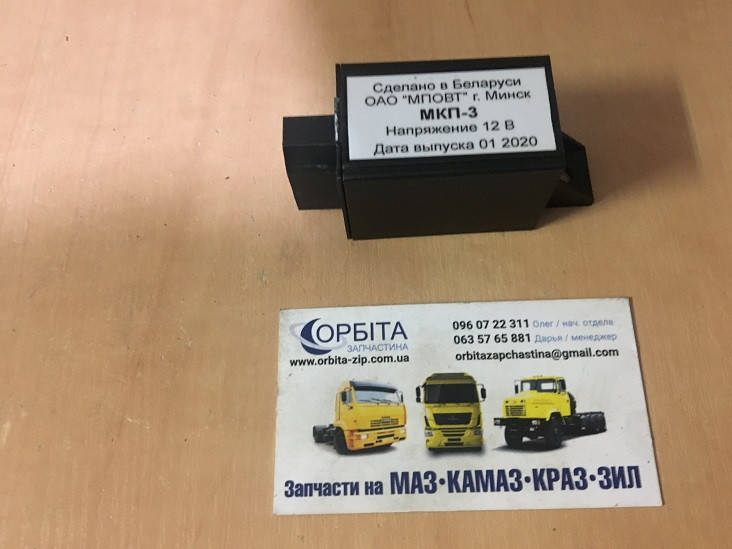 Сделано в Беларуси
ОАО "МПОВТ" г. Минск
МКП-3
Напряжение 12 В
Дата выпуска 01 2020
ОРБІТА
ЗАПЧАСТИНА
www.orbita-zip.com.ua
096 07 22 311 Олег / нач. отдела
063 57 65 881 Дарья / менеджер
orbitazapchastina@gmail.com
Запчасти на МАЗ•КАМАЗ•КРАЗ•ЗИЛ